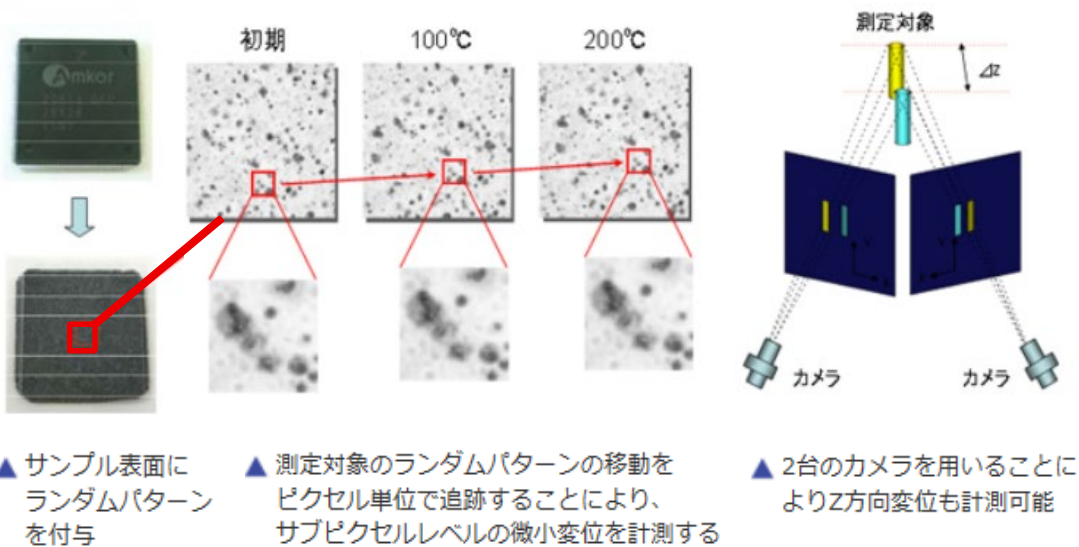 Amkor
初期
100℃
200℃
測定対象
⊿Z
カメラ
カメラ
▲ サンプル表面に
ランダムパターン
を付与
▲ 測定対象のランダムパターンの移動を
ピクセル単位で追跡することにより、
サブピクセルレベルの微小変位を計測する
▲ 2台のカメラを用いることに
よりZ方向変位も計測可能